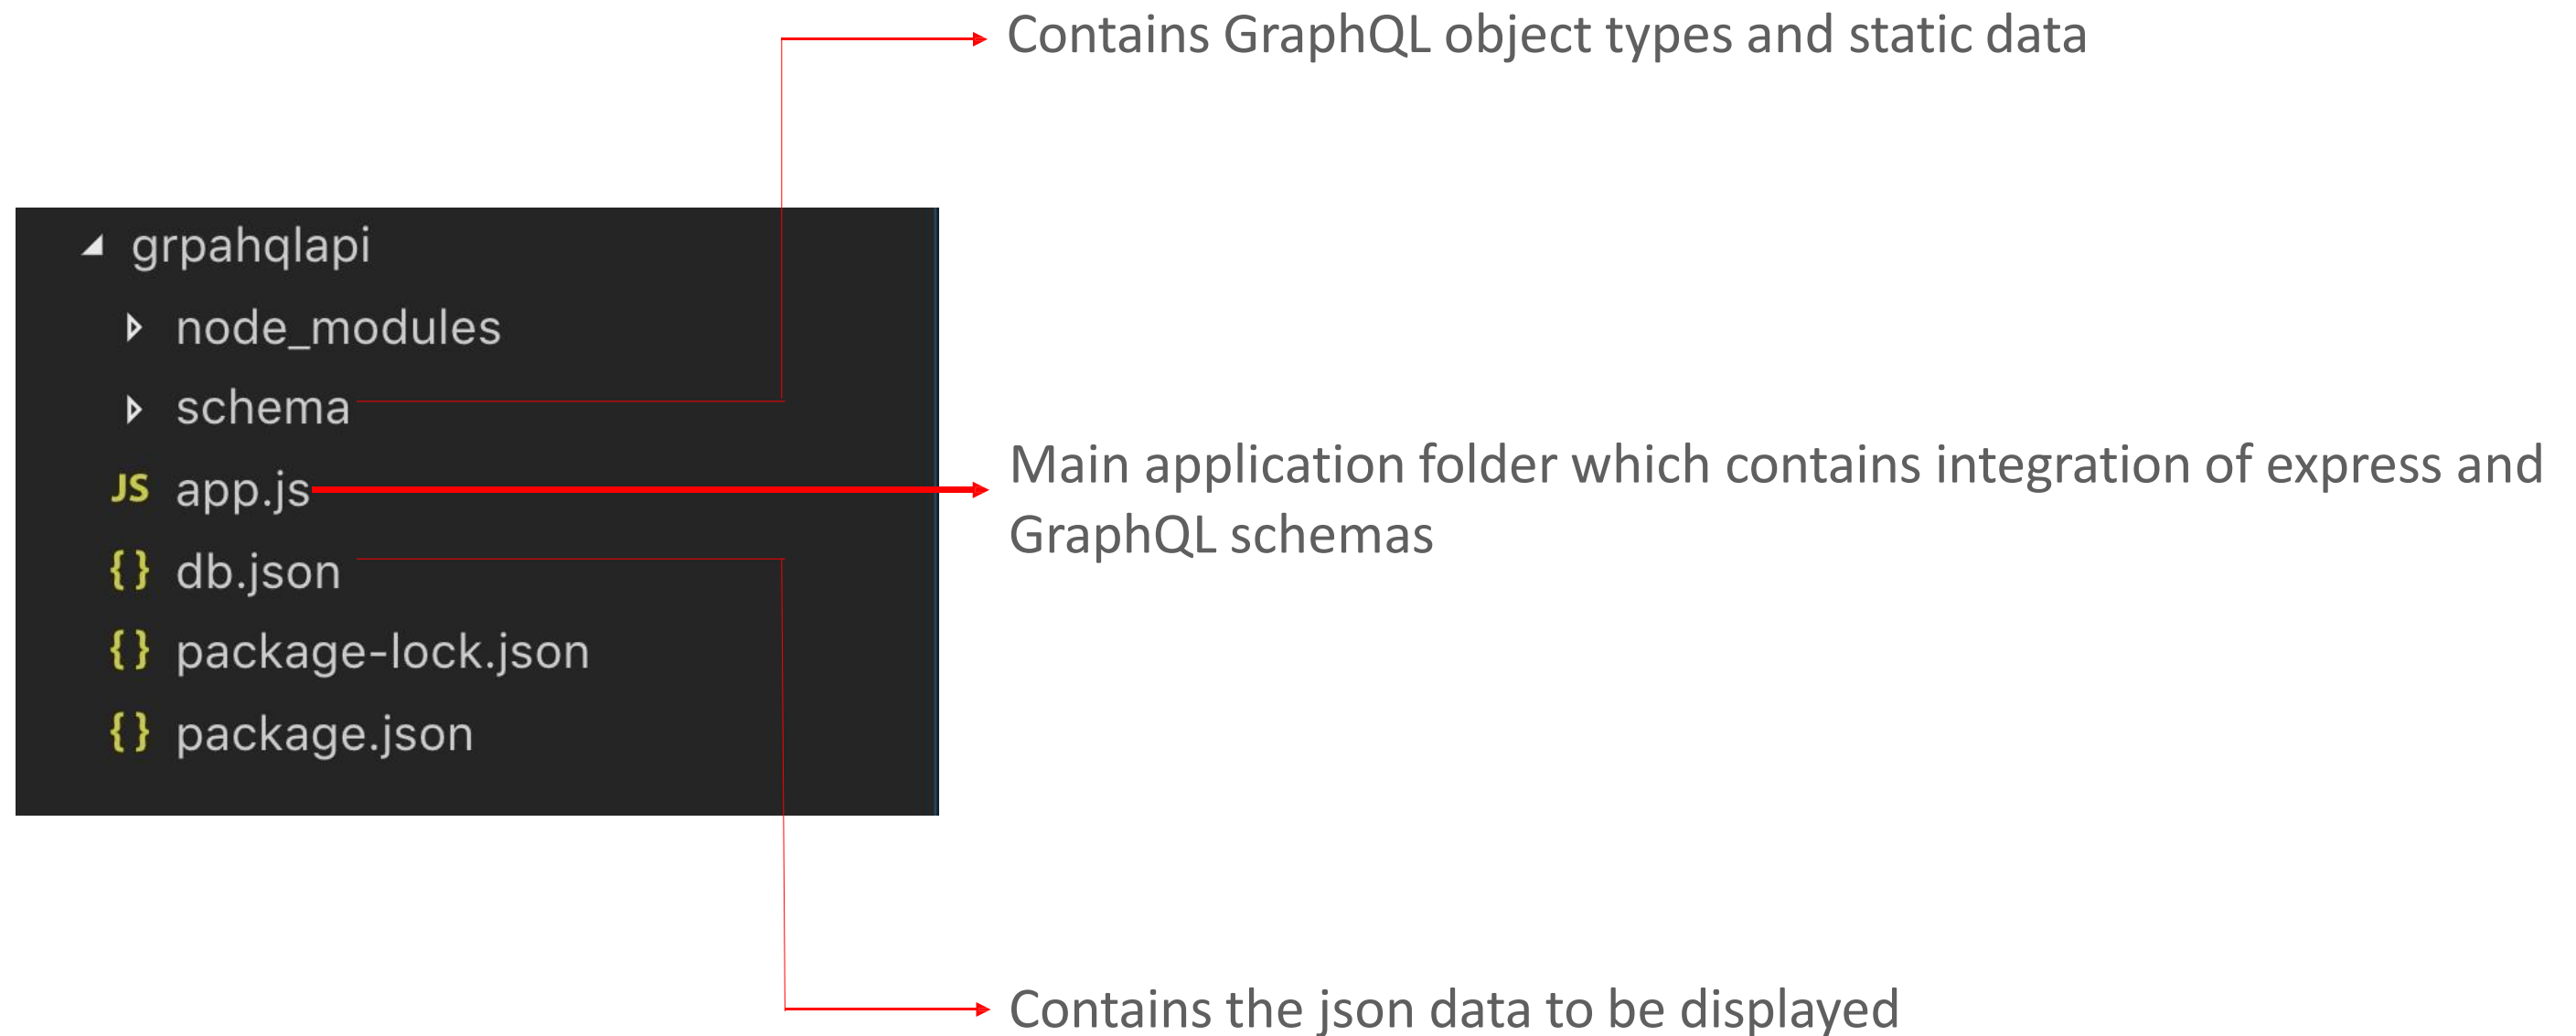 Contains GraphQL object types and static data
grpahqlapi
node_modules
schema
JS app.js
Main application folder which contains integration of express and
GraphQL schemas
{} db.json
{} package-lock.json
{} package.json
Contains the json data to be displayed